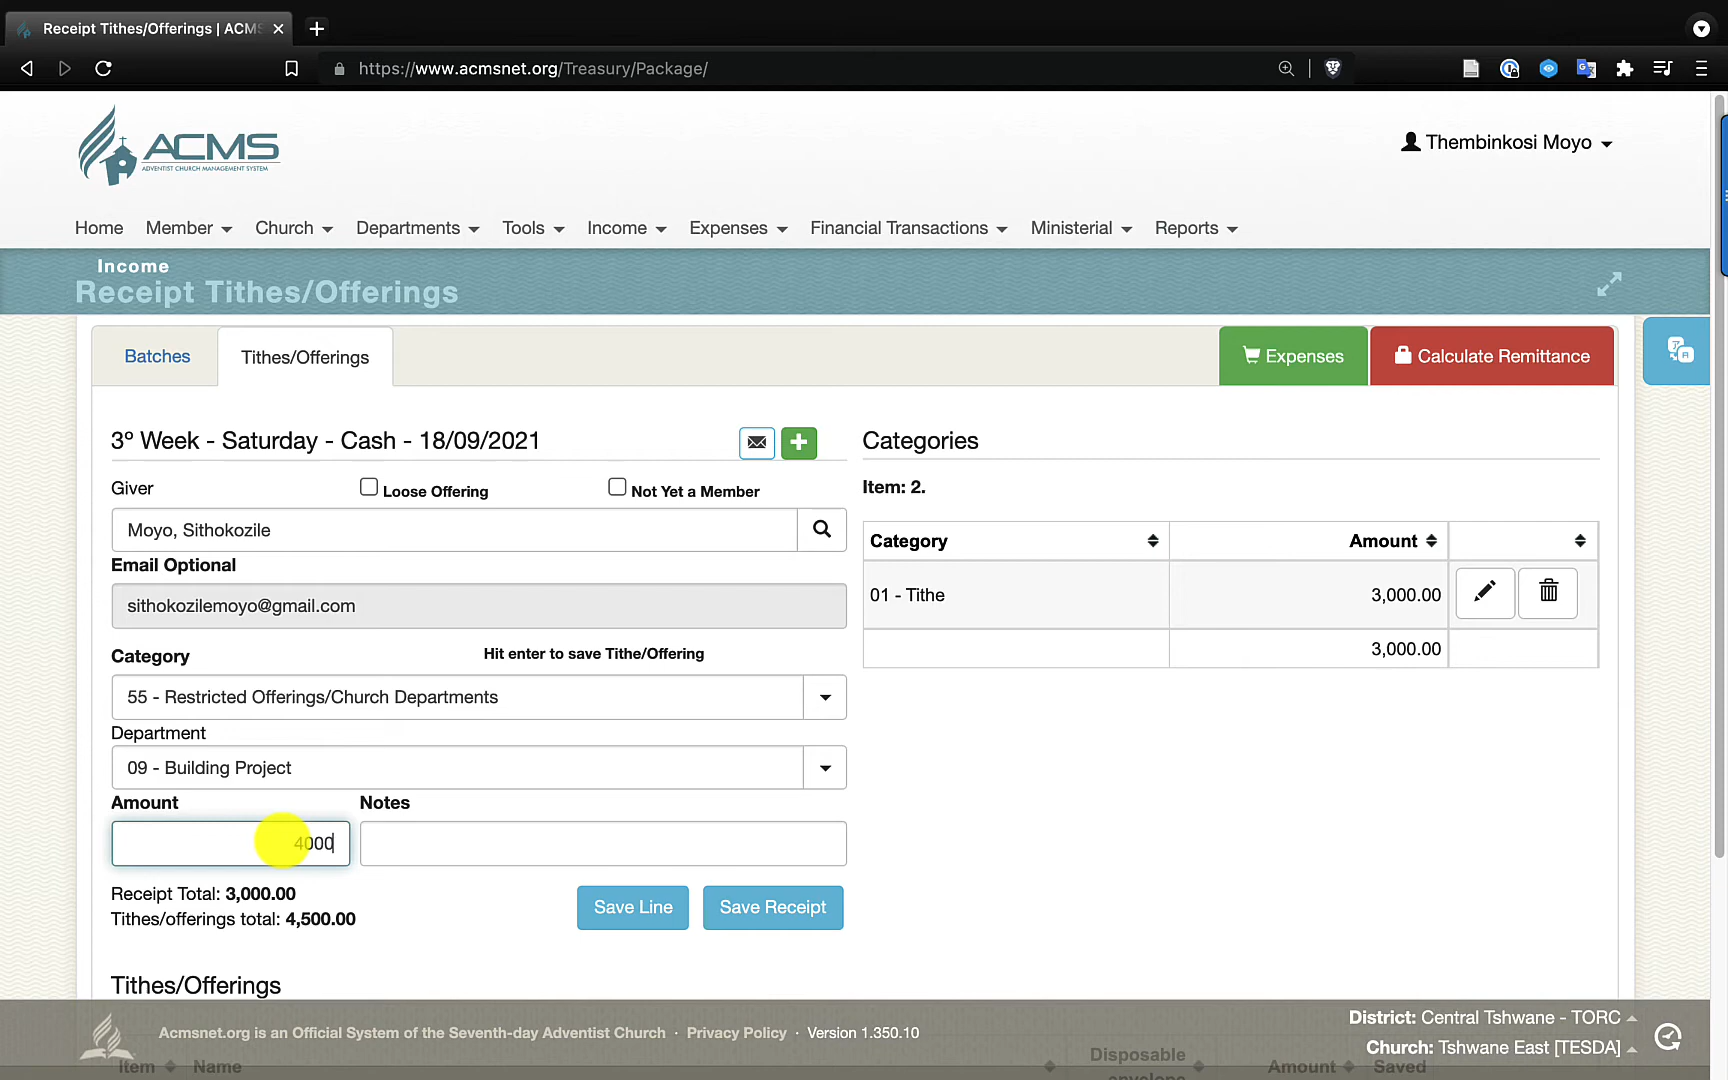 Receipt Tithes/Offerings | ACMS
https://www.acmsnet.org/Treasury/Package/
ACMS
ADVENTIST CHURCH MANAGEMENT SYSTEM
Thembinkosi Moyo
Home Member Church Departments Tools Income Expenses Financial Transactions Ministerial Reports
Income
Receipt Tithes/Offerings
Batches Tithes/Offerings Expenses Calculate Remittance
3º Week - Saturday - Cash - 18/09/2021
Giver Loose Offering Not Yet a Member
Moyo, Sithokozile
Email Optional
sithokozilemoyo@gmail.com
Category Hit enter to save Tithe/Offering
55 - Restricted Offerings/Church Departments
Department
09 - Building Project
Amount Notes
4000
Receipt Total: 3,000.00
Tithes/offerings total: 4,500.00
Save Line Save Receipt
Categories
Item: 2.
Category Amount
01 - Tithe 3,000.00
3,000.00
Tithes/Offerings
Acmsnet.org is an Official System of the Seventh-day Adventist Church · Privacy Policy · Version 1.350.10
District: Central Tshwane - TORC
Church: Tshwane East [TESDA]
Item Name Disposable envelope Amount Saved